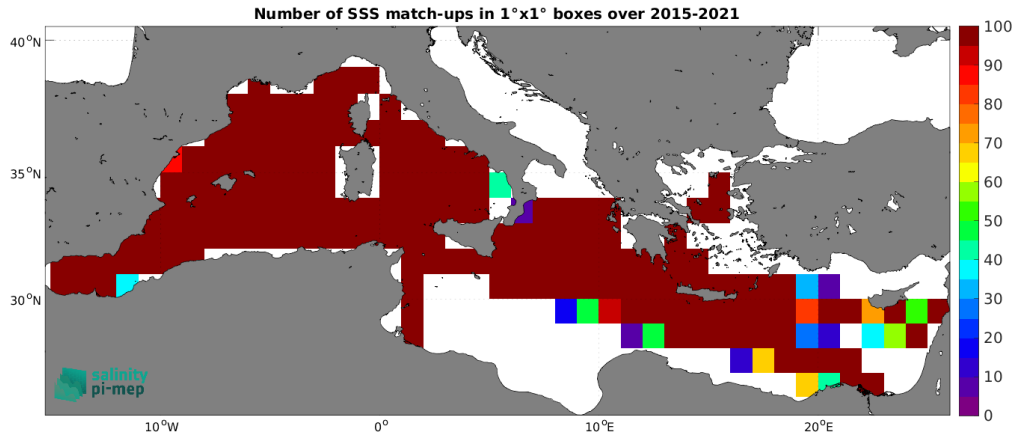 Number of SSS match-ups in 1°x1° boxes over 2015-2021
40°N
35°N
30°N
10°W
0°
10°E
20°E
100
90
80
70
60
50
40
30
20
10
0
salinity
pi-mep